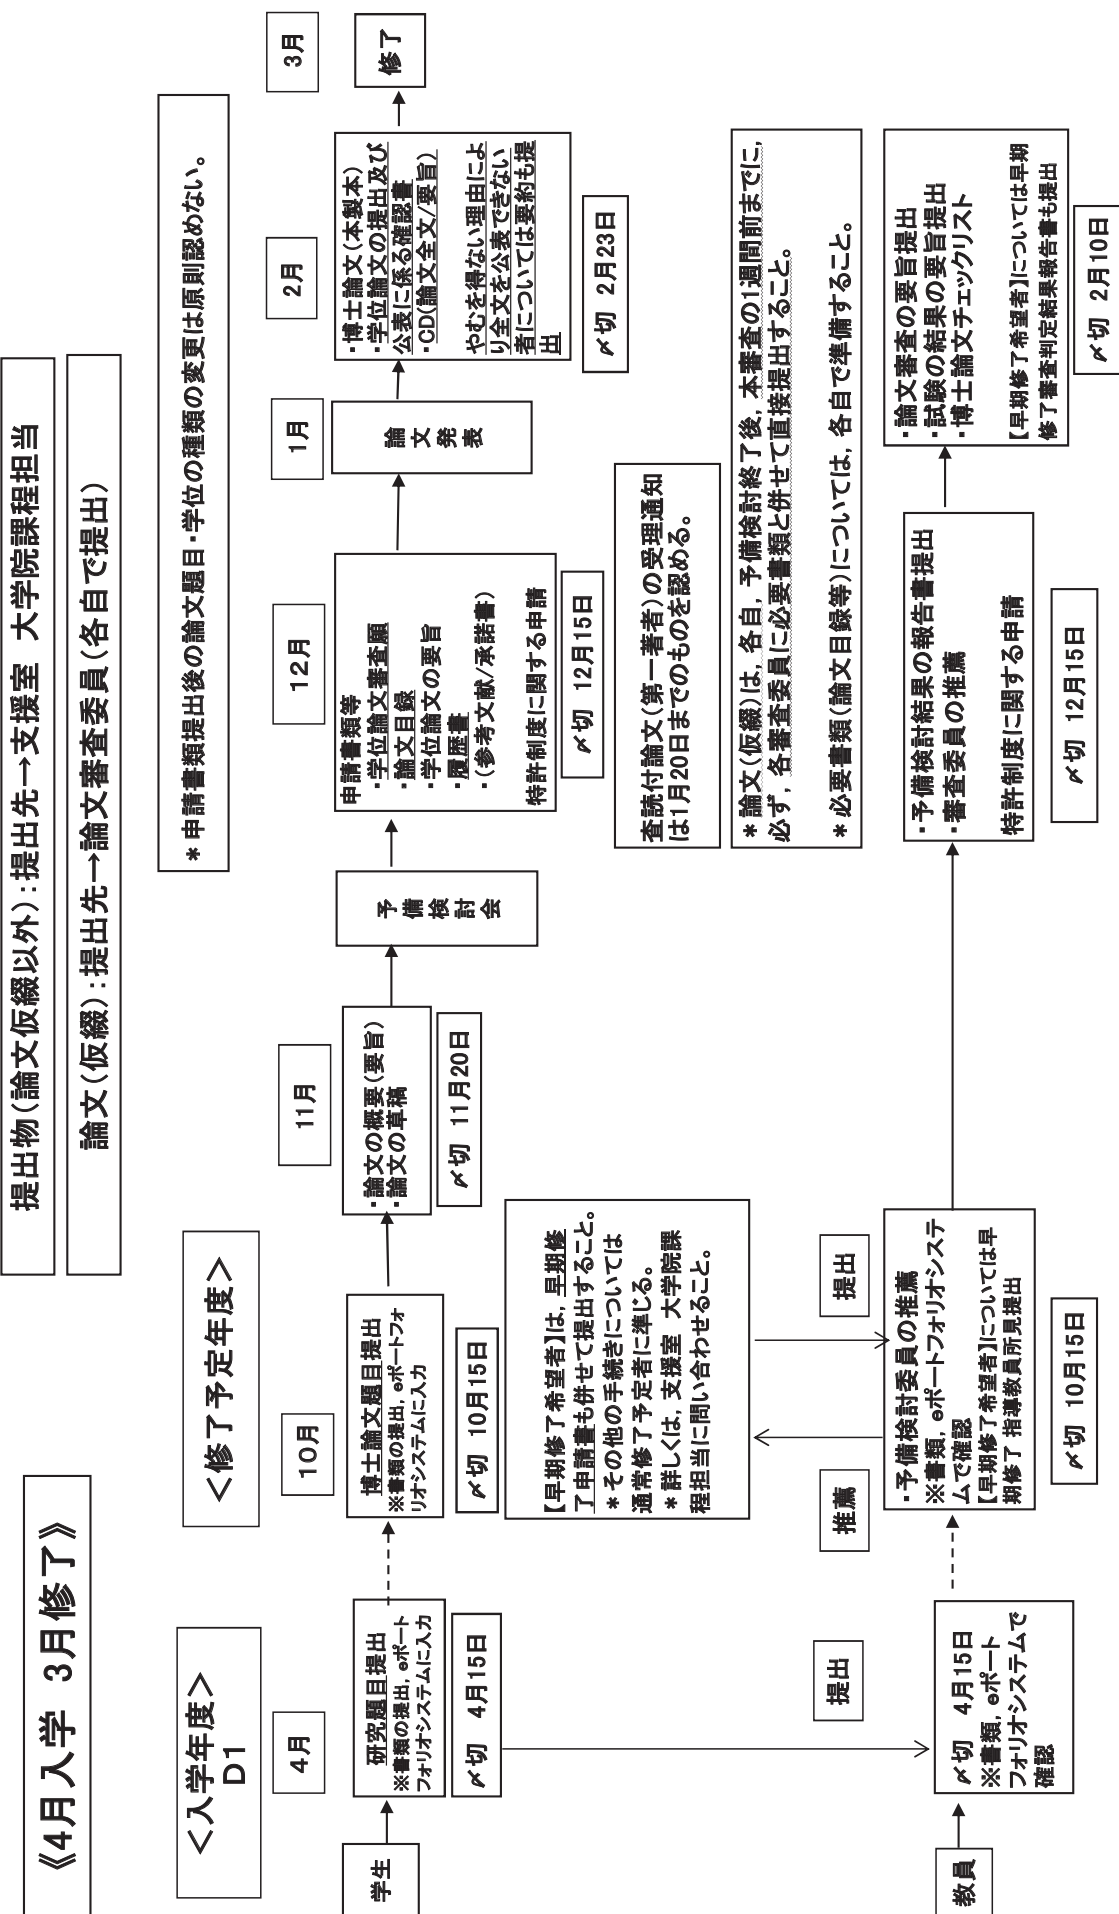 《4月入学　3月修了》
提出物(論文仮綴以外):提出先→支援室　大学院課程担当
論文(仮綴):提出先→論文審査委員(各自で提出)
<入学年度>
D1
<修了予定年度>
*申請書類提出後の論文題目・学位の種類の変更は原則認めない。
4月
10月
11月
12月
1月
2月
3月
学生
研究題目提出
※書類の提出, eポート
フォリオシステムに入力
〆切　4月15日
博士論文題目提出
※書類の提出, eポートフォ
リオシステムに入力
〆切　10月15日
・論文の概要(要旨)
・論文の草稿
〆切　11月20日
予備検討会
申請書類等
・学位論文審査願
・論文目録
・学位論文の要旨
・履歴書
・(参考文献/承諾書)
特許制度に関する申請
〆切　12月15日
論文発表
・博士論文(本製本)
・学位論文の提出及び
公表に係る確認書
・CD(論文全文/要旨)
やむを得ない理由によ
り全文を公表できない
者については要約も提
出
〆切　2月23日
修了
【早期修了希望者】は, 早期修
了申請書も併せて提出すること。
*その他の手続きについては
通常修了予定者に準じる。
*詳しくは, 支援室　大学院課
程担当に問い合わせること。
査読付論文(第一著者)の受理通知
は1月20日までのものを認める。
*論文(仮綴)は, 各自, 予備検討終了後, 本審査の1週間前までに,
必ず, 各審査委員に必要書類と併せて直接提出すること。
*必要書類(論文目録等)については, 各自で準備すること。
提出
推薦
提出
教員
〆切　4月15日
※書類, eポート
フォリオシステムで
確認
・予備検討委員の推薦
※書類, eポートフォリオシステ
ムで確認
【早期修了希望者】については早
期修了 指導教員所見提出
〆切　10月15日
・予備検討結果の報告書提出
・審査委員の推薦
特許制度に関する申請
〆切　12月15日
・論文審査の要旨提出
・試験の結果の要旨提出
・博士論文チェックリスト
【早期修了希望者】については早期
修了審査判定結果報告書も提出
〆切　2月10日